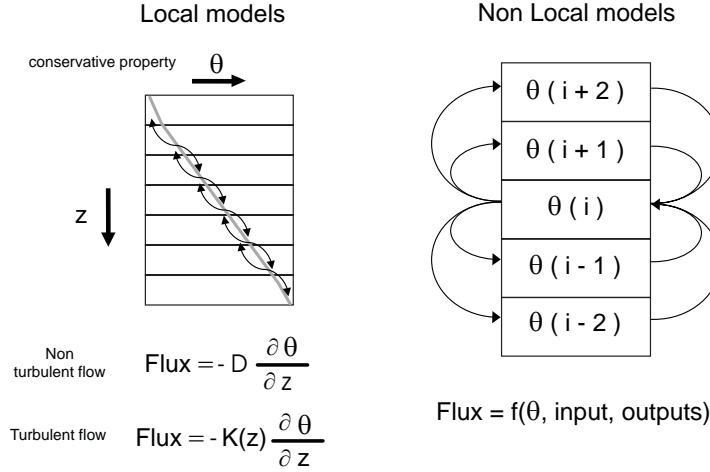 Local models
conservative property
θ
z
Non
turbulent flow
Flux = - D ∂ θ / ∂ z
Turbulent flow
Flux = - K(z) ∂ θ / ∂ z
Non Local models
θ ( i + 2 )
θ ( i + 1 )
θ ( i )
θ ( i - 1 )
θ ( i - 2 )
Flux = f(θ, input, outputs)